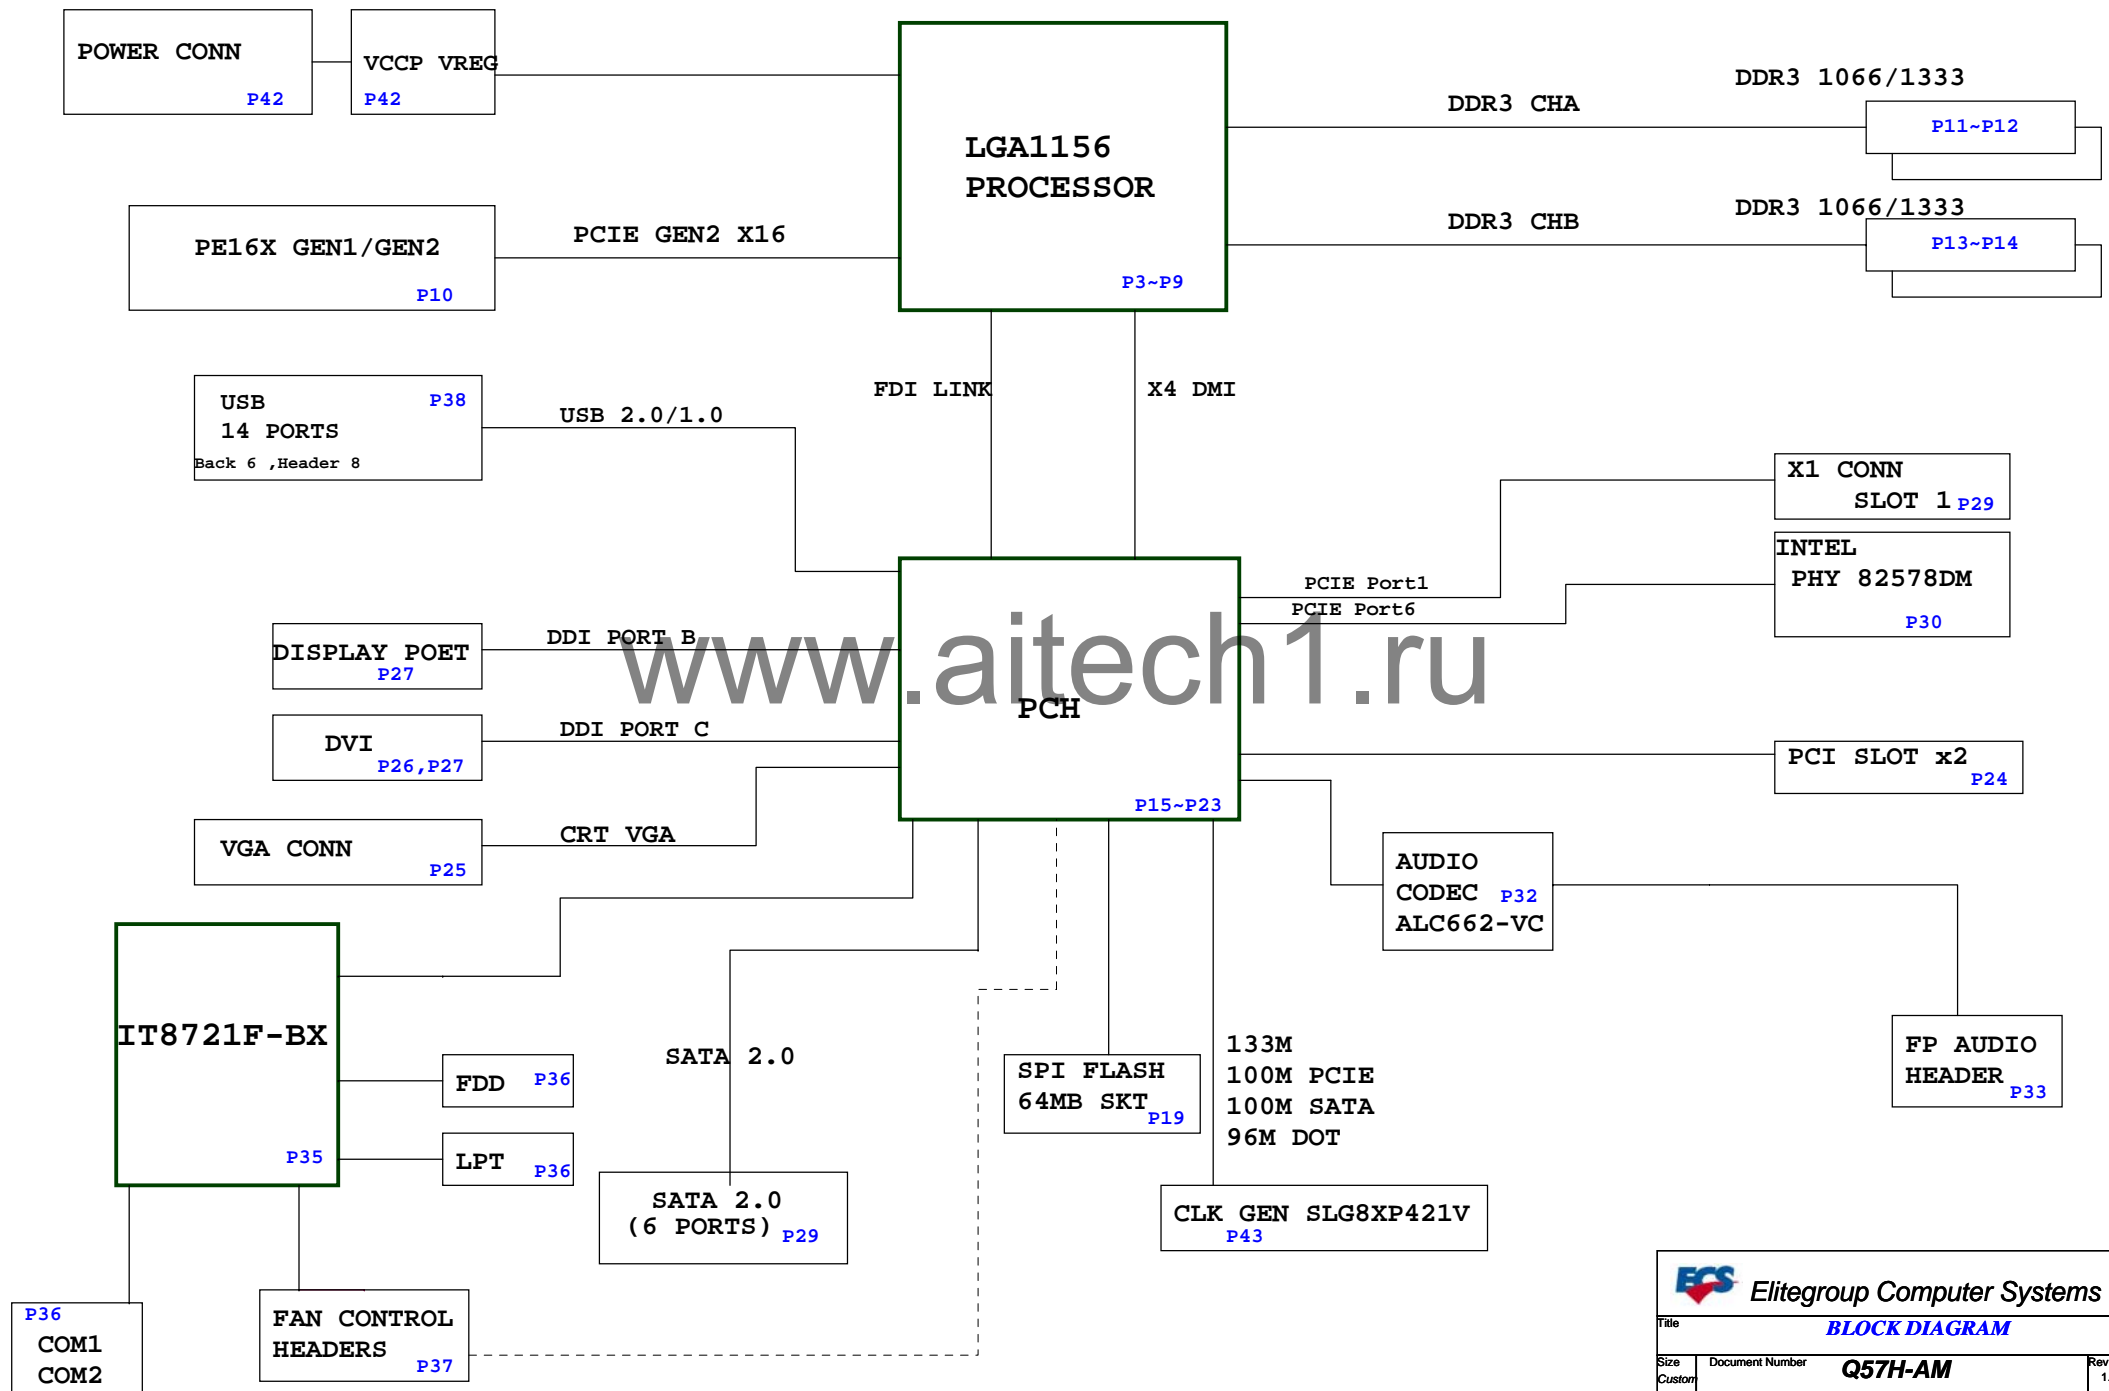 POWER CONN
P42
VCCP VREG
P42
LGA1156
PROCESSOR
P3~P9
DDR3 CHA
DDR3 1066/1333
P11~P12
DDR3 CHB
DDR3 1066/1333
P13~P14
PE16X GEN1/GEN2
P10
PCIE GEN2 X16
USB
P38
14 PORTS
Back 6 ,Header 8
USB 2.0/1.0
FDI LINK
X4 DMI
X1 CONN
SLOT 1
P29
INTEL
PHY 82578DM
P30
PCIE Port1
PCIE Port6
DISPLAY POET
P27
DDI PORT B
www.aitech1.ru
PCH
P15~P23
DVI
P26,P27
DDI PORT C
PCI SLOT x2
P24
VGA CONN
P25
CRT VGA
AUDIO
CODEC
P32
ALC662-VC
IT8721F-BX
P35
FDD
P36
LPT
P36
SATA 2.0
SATA 2.0
(6 PORTS)
P29
SPI FLASH
64MB SKT
P19
133M
100M PCIE
100M SATA
96M DOT
CLK GEN SLG8XP421V
P43
FP AUDIO
HEADER
P33
P36
COM1
COM2
FAN CONTROL
HEADERS
P37
ECS
Elitegroup Computer Systems
Title
BLOCK DIAGRAM
Size
Custom
Document Number
Q57H-AM
Rev
1.